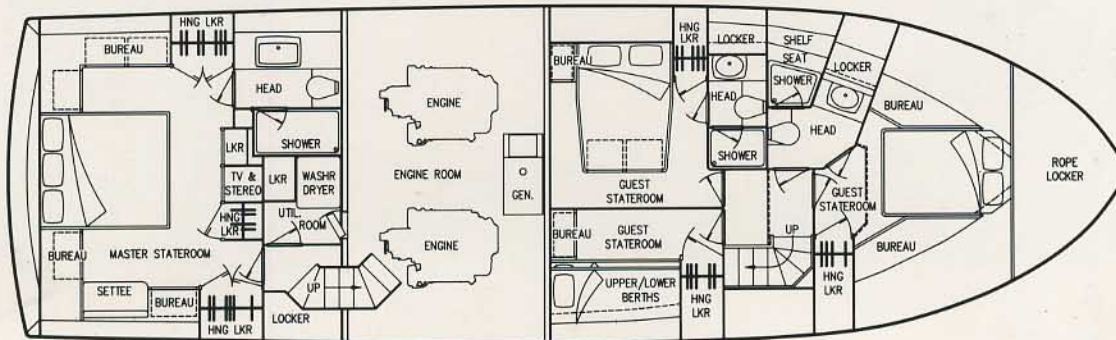 HNG LKR
BUREAU
HEAD
SHOWER
LKR
TV &
STEREO
LKR
WASHR
DRYER
HNG
LKR
UTIL.
ROOM
BUREAU
MASTER STATEROOM
SETTEE
BUREAU
HNG LKR
UP
LOCKER
ENGINE
ENGINE ROOM
GEN.
ENGINE
BUREAU
HNG
LKR
LOCKER
HEAD
SHOWER
GUEST
STATEROOM
SHELF
SEAT
SHOWER
LOCKER
HEAD
BUREAU
GUEST
STATEROOM
BUREAU
ROPE
LOCKER
BUREAU
GUEST
STATEROOM
UPPER/LOWER
BERTHS
HNG
LKR
UP
HNG
LKR